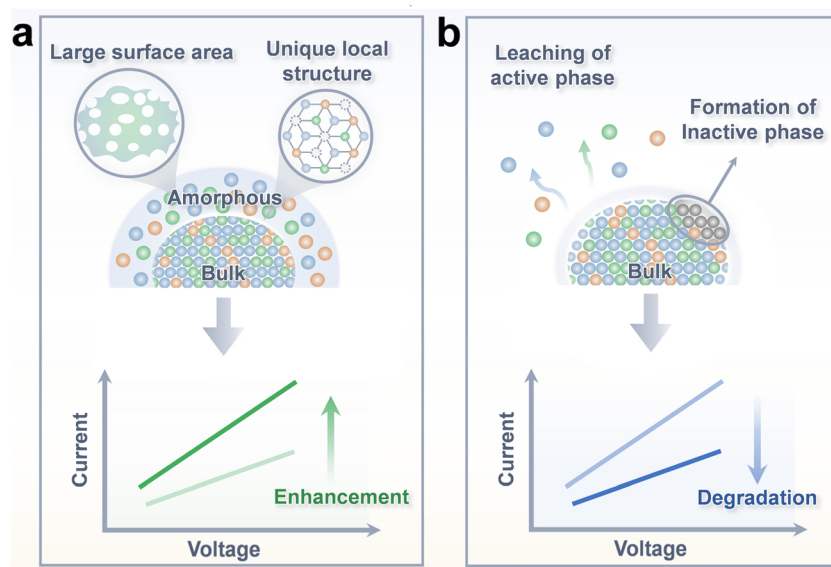 a
Large surface area
Unique local
structure
Amorphous
Bulk
Current
Enhancement
Voltage
b
Leaching of
active phase
Formation of
Inactive phase
Bulk
Current
Degradation
Voltage